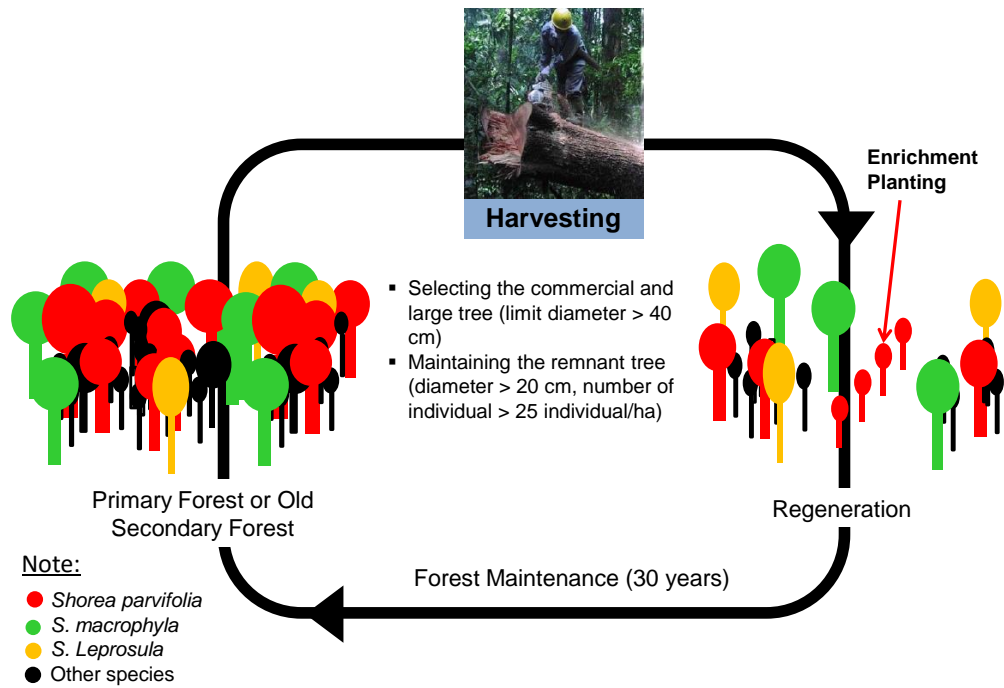 Harvesting
Enrichment
Planting
▪ Selecting the commercial and
large tree (limit diameter > 40
cm)
▪ Maintaining the remnant tree
(diameter > 20 cm, number of
individual > 25 individual/ha)
Primary Forest or Old
Secondary Forest
Regeneration
Forest Maintenance (30 years)
Note:
Shorea parvifolia
S. macrophyla
S. Leprosula
Other species